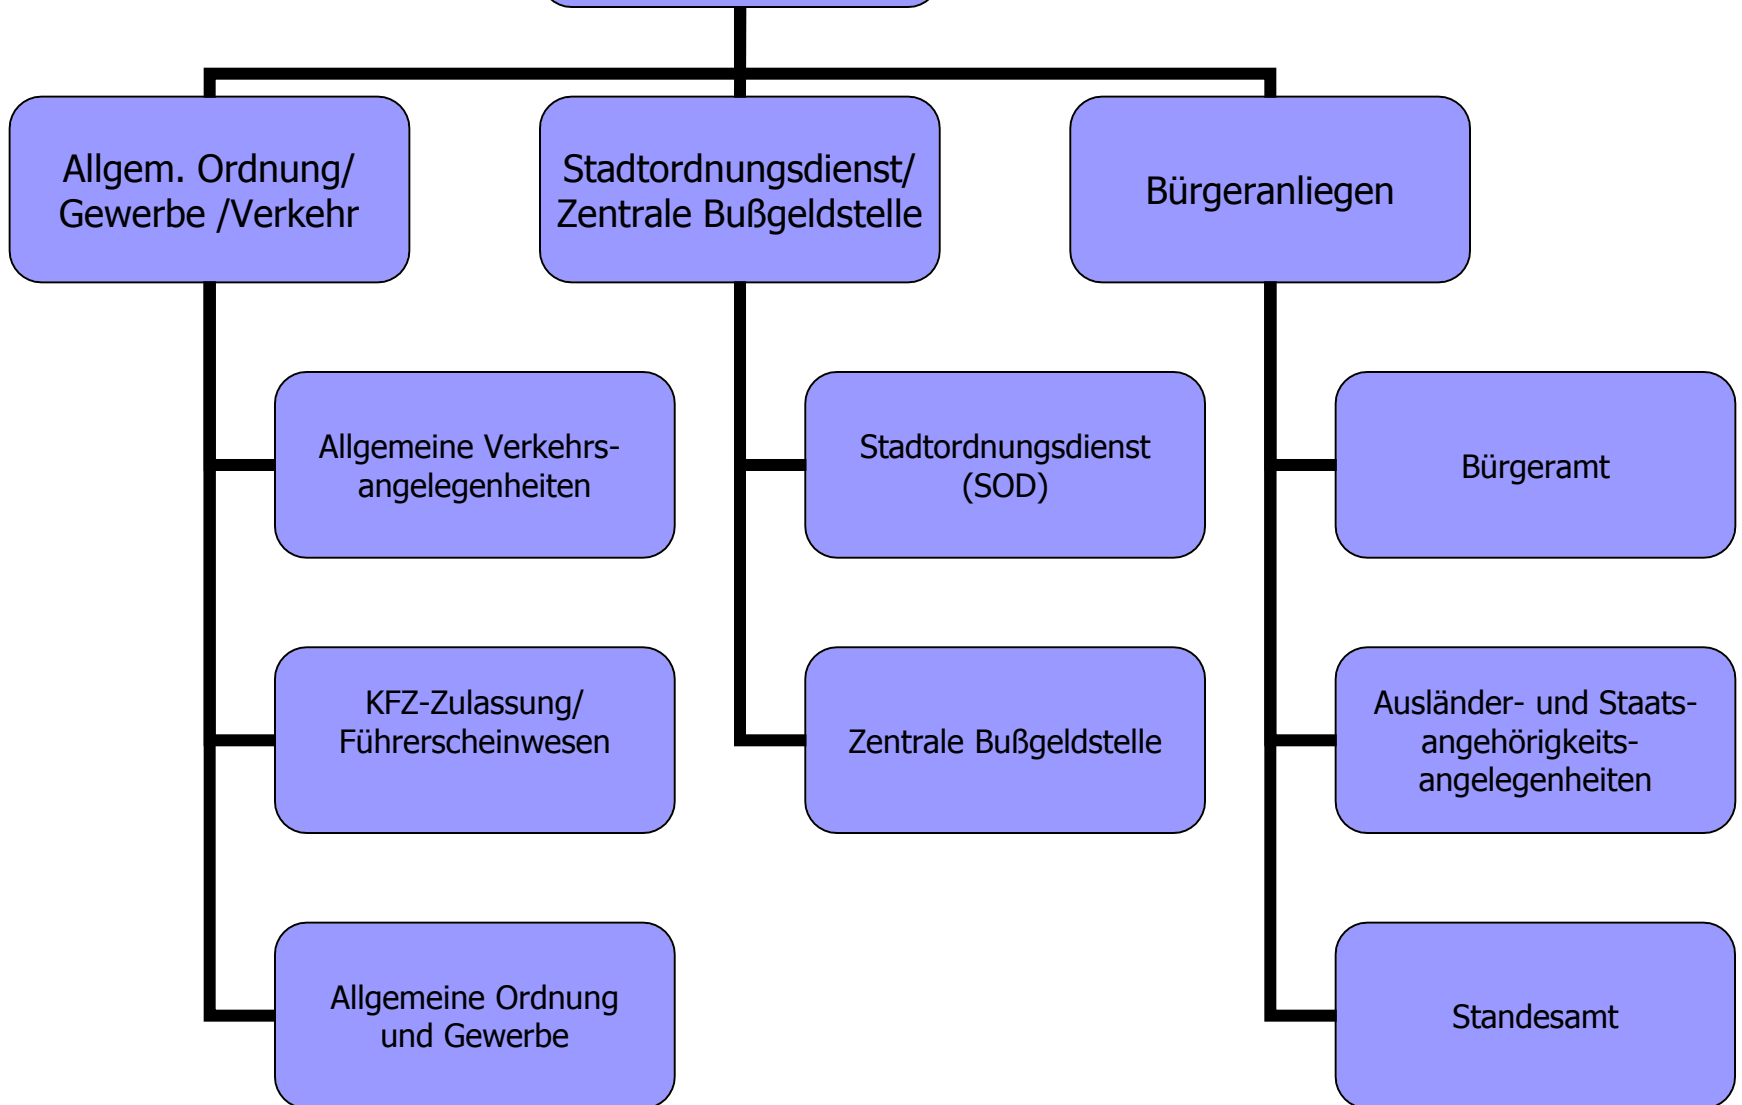 Allgem. Ordnung/
Gewerbe /Verkehr
Stadtordnungsdienst/
Zentrale Bußgeldstelle
Bürgeranliegen
Allgemeine Verkehrs-
angelegenheiten
Stadtordnungsdienst
(SOD)
Bürgeramt
KFZ-Zulassung/
Führerscheinwesen
Zentrale Bußgeldstelle
Ausländer- und Staats-
angehörigkeits-
angelegenheiten
Allgemeine Ordnung
und Gewerbe
Standesamt